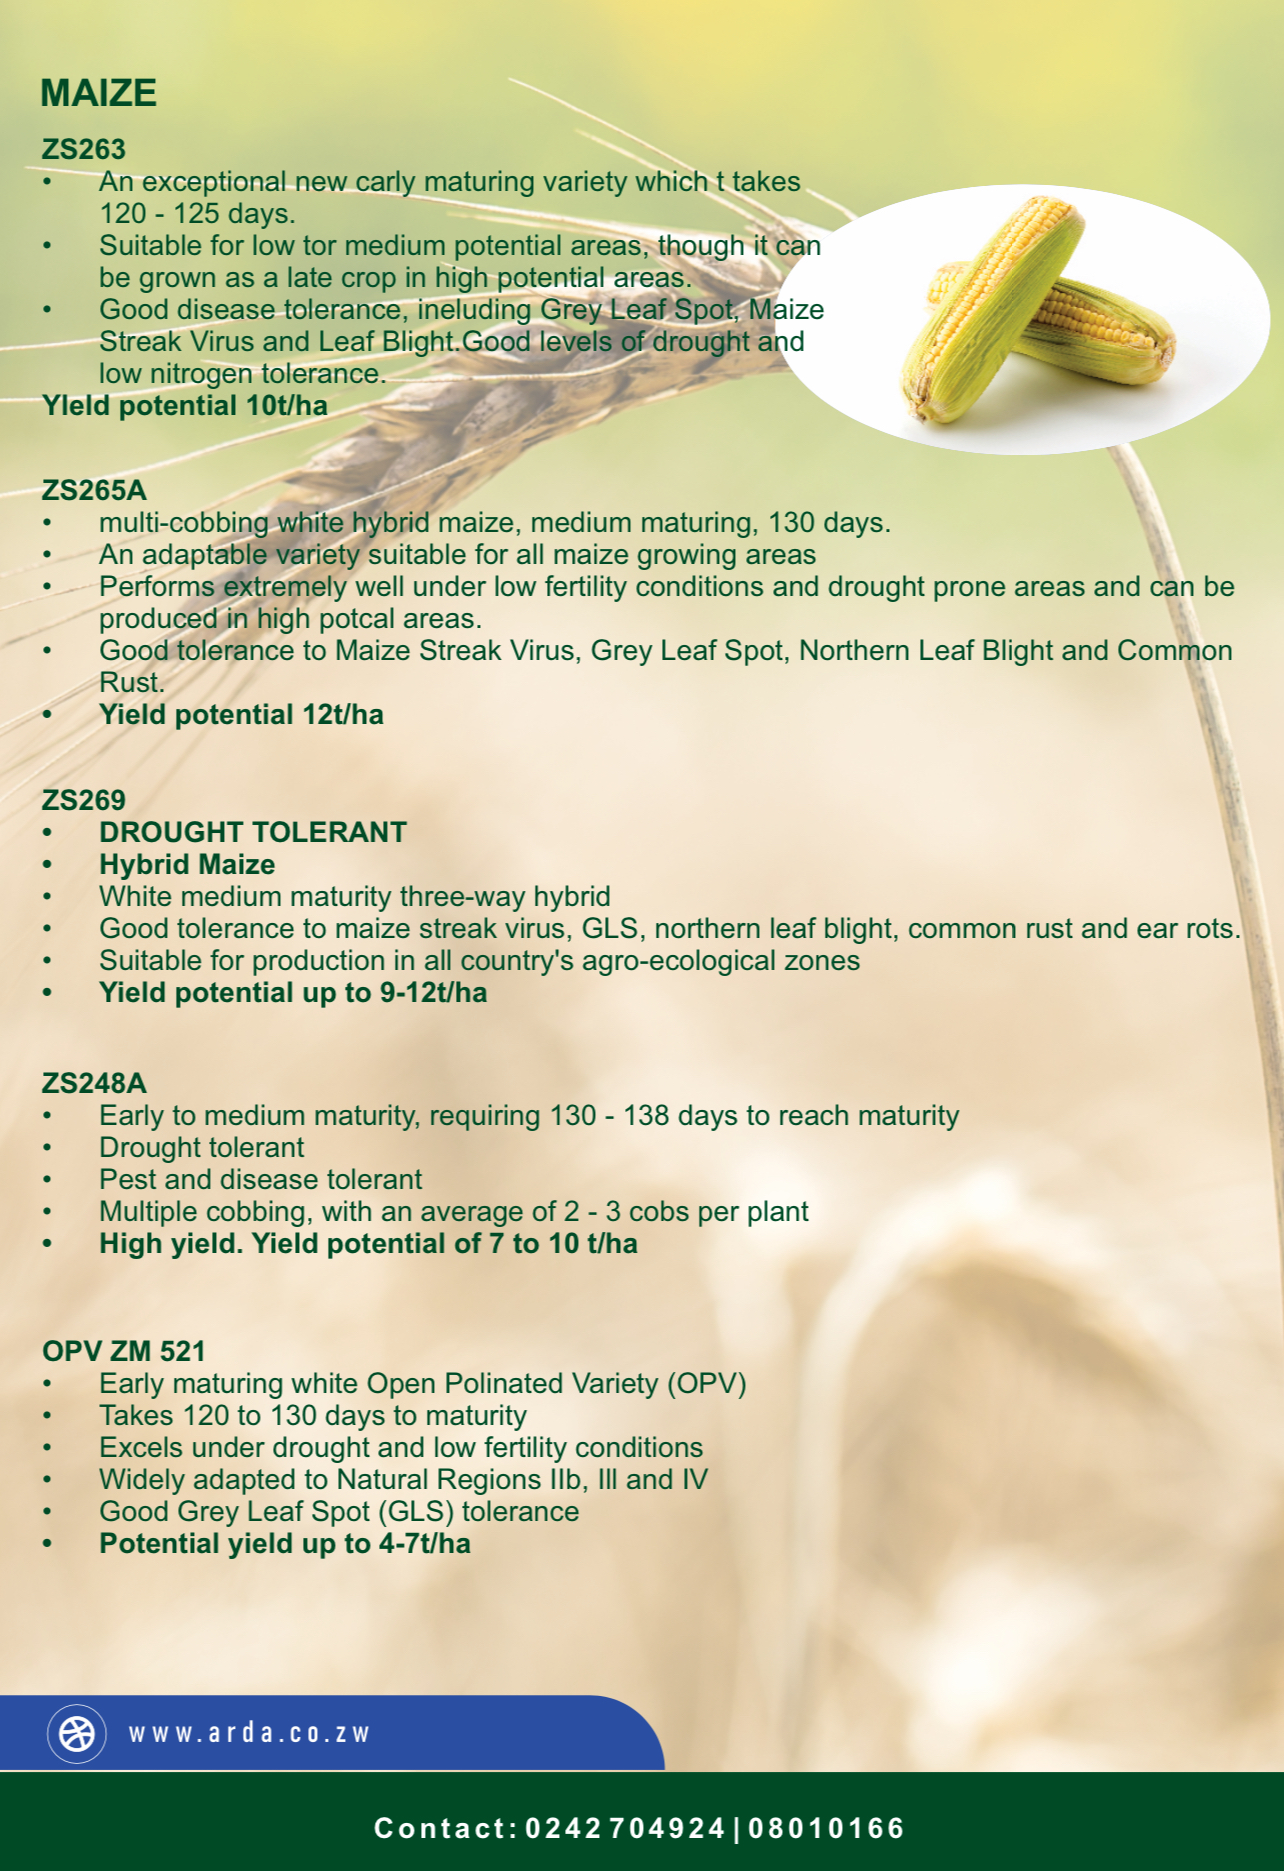 MAIZE
ZS263
• An exceptional new carly maturing variety which t takes
120 - 125 days.
• Suitable for low tor medium potential areas, though it can
be grown as a late crop in high potential areas.
• Good disease tolerance, ineluding Grey Leaf Spot, Maize
Streak Virus and Leaf Blight.Good levels of drought and
low nitrogen tolerance.
Yleld potential 10t/ha
ZS265A
• multi-cobbing white hybrid maize, medium maturing, 130 days.
• An adaptable variety suitable for all maize growing areas
• Performs extremely well under low fertility conditions and drought prone areas and can be
produced in high potcal areas.
• Good tolerance to Maize Streak Virus, Grey Leaf Spot, Northern Leaf Blight and Common
Rust.
• Yield potential 12t/ha
ZS269
• DROUGHT TOLERANT
• Hybrid Maize
• White medium maturity three-way hybrid
• Good tolerance to maize streak virus, GLS, northern leaf blight, common rust and ear rots.
• Suitable for production in all country's agro-ecological zones
• Yield potential up to 9-12t/ha
ZS248A
• Early to medium maturity, requiring 130 - 138 days to reach maturity
• Drought tolerant
• Pest and disease tolerant
• Multiple cobbing, with an average of 2 - 3 cobs per plant
• High yield. Yield potential of 7 to 10 t/ha
OPV ZM 521
• Early maturing white Open Polinated Variety (OPV)
• Takes 120 to 130 days to maturity
• Excels under drought and low fertility conditions
• Widely adapted to Natural Regions IIb, III and IV
• Good Grey Leaf Spot (GLS) tolerance
• Potential yield up to 4-7t/ha
www.arda.co.zw
Contact: 0242 704924 | 08010166